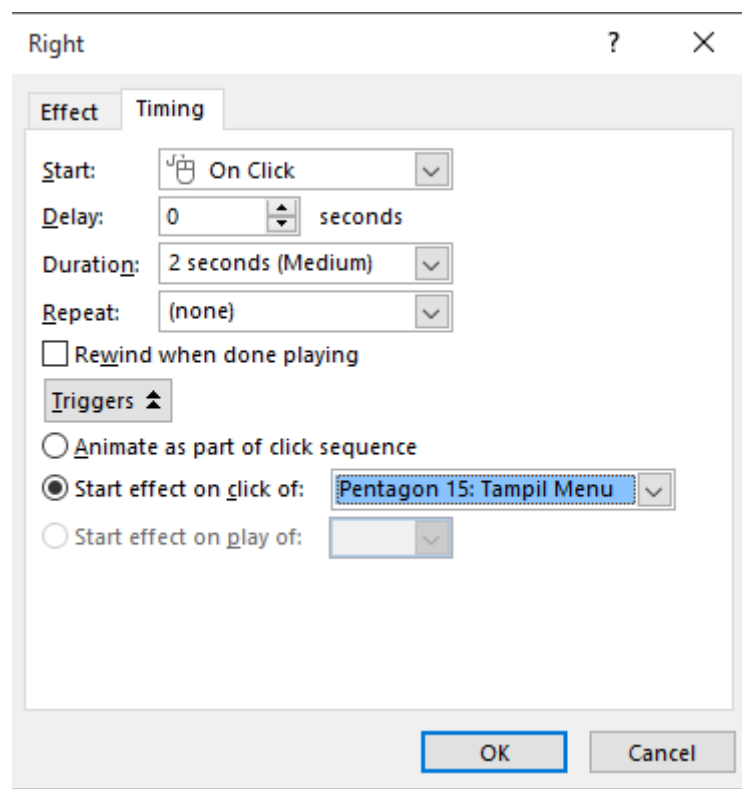 Right
?
Effect
Timing
Start:
On Click
Delay:
0
seconds
Duration:
2 seconds (Medium)
Repeat:
(none)
Rewind when done playing
Triggers
Animate as part of click sequence
Start effect on click of:
Pentagon 15: Tampil Menu
Start effect on play of:
OK
Cancel